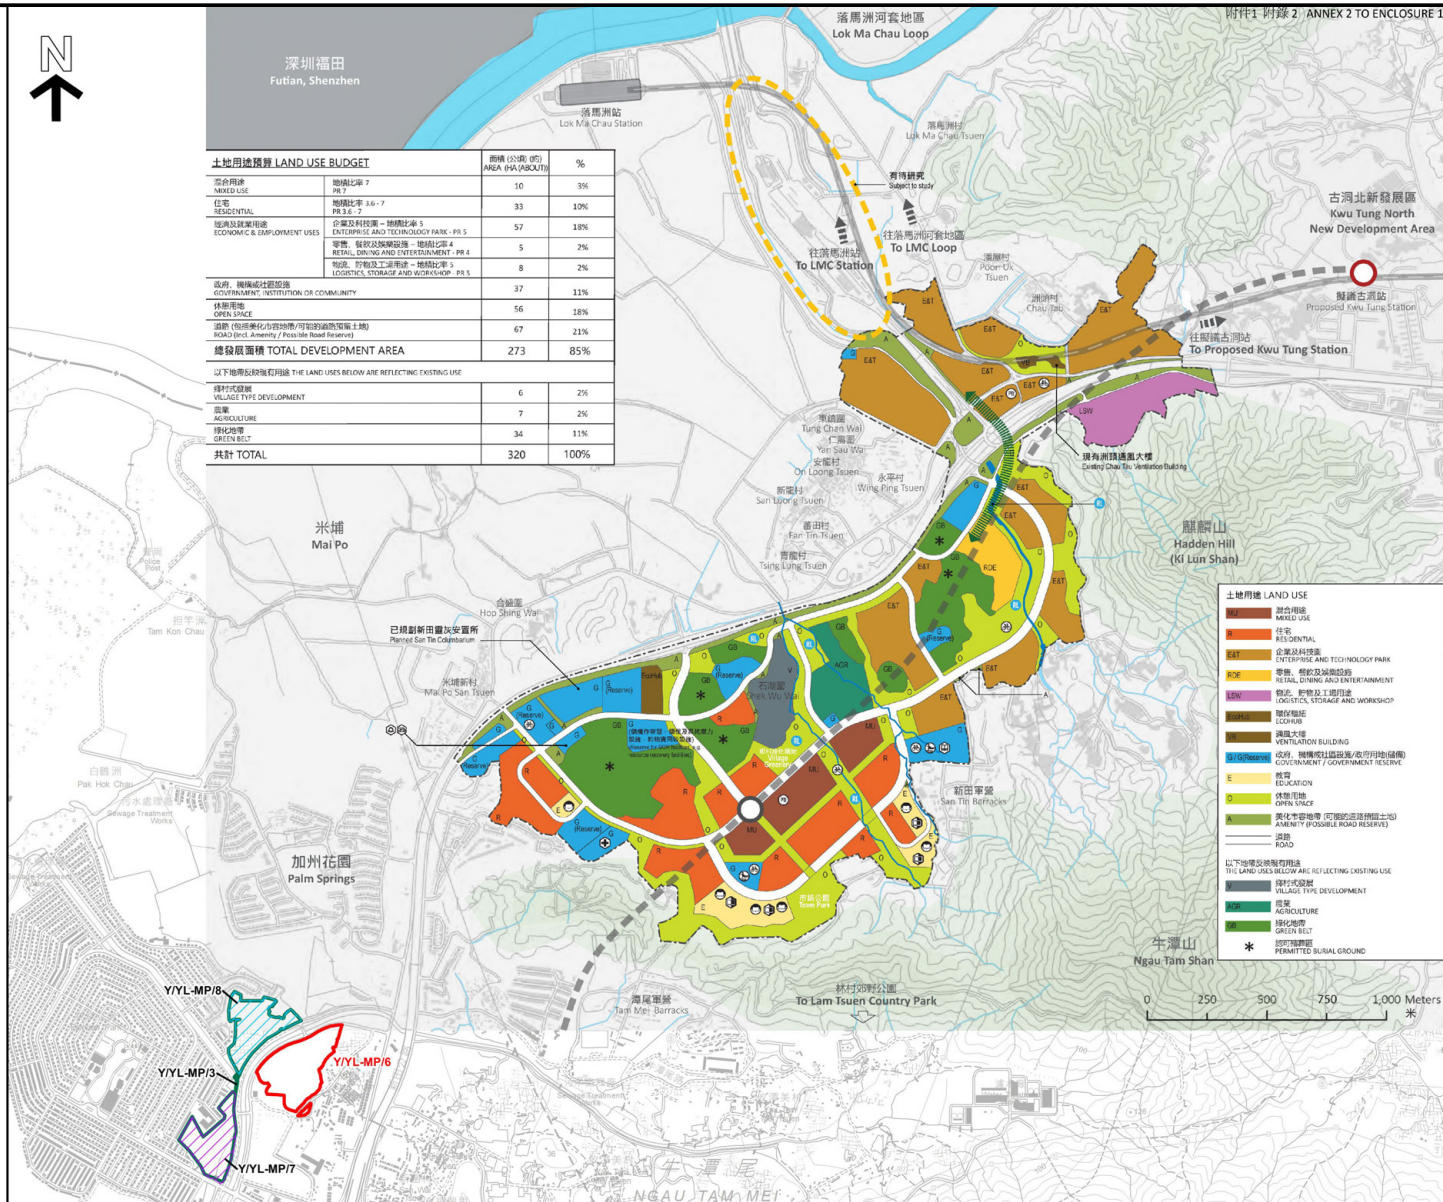 附件1 附錄 2 ANNEX 2 TO ENCLOSURE 1
N
深圳福田
Futian, Shenzhen
落馬洲河套地區
Lok Ma Chau Loop
落馬洲站
Lok Ma Chau Station
落馬洲村
Lok Ma Chau Tsuen
有待研究
Subject to study
往落馬洲站
To LMC Station
往落馬洲河套地區
To LMC Loop
潘屋村
Poon Uk
Tsuen
洲頭村
Chau Tau
古洞北新發展區
Kwu Tung North
New Development Area
擬議古洞站
Proposed Kwu Tung Station
往擬議古洞站
To Proposed Kwu Tung Station
土地用途預算 LAND USE BUDGET
面積 (公頃) (約)
AREA (HA(ABOUT))
%
混合用途
MIXED USE
地積比率 7
PR 7
10
3%
住宅
RESIDENTIAL
地積比率 3.6 - 7
PR 3.6 - 7
33
10%
經濟及就業用途
ECONOMIC & EMPLOYMENT USES
企業及科技園 – 地積比率 5
ENTERPRISE AND TECHNOLOGY PARK - PR 5
57
18%
零售、餐飲及娛樂設施 – 地積比率 4
RETAIL, DINING AND ENTERTAINMENT - PR 4
5
2%
物流、貯物及工場用途 – 地積比率 5
LOGISTICS, STORAGE AND WORKSHOP - PR 5
8
2%
政府、機構或社區設施
GOVERNMENT, INSTITUTION OR COMMUNITY
37
11%
休憩用地
OPEN SPACE
56
18%
道路 (包括美化市容地帶/可能的道路預留土地)
ROAD (Incl. Amenity / Possible Road Reserve)
67
21%
總發展面積 TOTAL DEVELOPMENT AREA
273
85%
以下地帶反映現有用途 THE LAND USES BELOW ARE REFLECTING EXISTING USE
鄉村式發展
VILLAGE TYPE DEVELOPMENT
6
2%
農業
AGRICULTURE
7
2%
綠化地帶
GREEN BELT
34
11%
共計 TOTAL
320
100%
東鎮圍
Tung Chan Wai
仁壽圍
Yan Sau Wai
安龍村
On Loong Tsuen
永平村
Wing Ping Tsuen
新龍村
San Loong Tsuen
蕃田村
Fan Tin Tsuen
青龍村
Tsing Lung Tsuen
現有洲頭通風大樓
Existing Chau Tau Ventilation Building
麒麟山
Hadden Hill
(Ki Lun Shan)
米埔
Mai Po
合盛圍
Hop Shing Wai
已規劃新田靈灰安置所
Planned San Tin Columbarium
米埔新村
Mai Po San Tsuen
Police
Post
担竿洲
Tam Kon Chau
白鶴洲
Pak Hok Chau
污水處理廠
Sewage Treatment
Works
加州花園
Palm Springs
石湖圍
Shek Wu Wai
Village
Greenery
市鎮公園
Town Park
新田軍營
San Tin Barracks
潭尾軍營
Tam Mei Barracks
林村郊野公園
To Lam Tsuen Country Park
牛潭山
Ngau Tam Shan
土地用途 LAND USE
MU
混合用途
MIXED USE
R
住宅
RESIDENTIAL
E&T
企業及科技園
ENTERPRISE AND TECHNOLOGY PARK
RDE
零售、餐飲及娛樂設施
RETAIL, DINING AND ENTERTAINMENT
LSW
物流、貯物及工場用途
LOGISTICS, STORAGE AND WORKSHOP
EcoHub
環保樞紐
ECOHUB
VB
通風大樓
VENTILATION BUILDING
G / G(Reserve)
政府、機構或社區設施/政府用地(儲備)
GOVERNMENT / GOVERNMENT RESERVE
E
教育
EDUCATION
O
休憩用地
OPEN SPACE
A
美化市容地帶 (可能的道路預留土地)
AMENITY (POSSIBLE ROAD RESERVE)
道路
ROAD
以下地帶反映現有用途
THE LAND USES BELOW ARE REFLECTING EXISTING USE
V
鄉村式發展
VILLAGE TYPE DEVELOPMENT
AGR
農業
AGRICULTURE
GB
綠化地帶
GREEN BELT
認可殯葬區
PERMITTED BURIAL GROUND
0 250 500 750 1,000 Meters
米
Y/YL-MP/8
Y/YL-MP/3
Y/YL-MP/6
Y/YL-MP/7
牛潭尾
NGAU TAM MEI